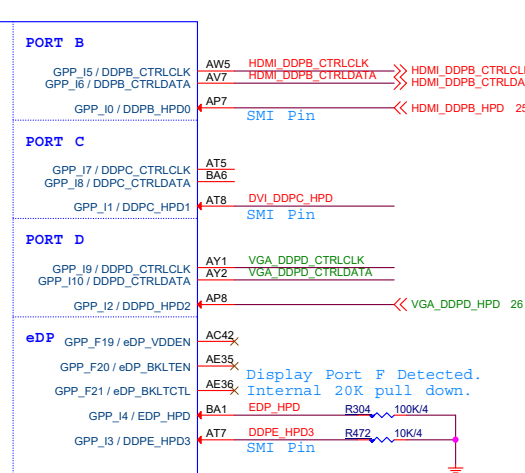 PORT B
GPP_I5 / DDPB_CTRLCLK AW5 HDMI_DDPB_CTRLCLK HDMI_DDPB_CTRLCL
GPP_I6 / DDPB_CTRLDATA AV7 HDMI_DDPB_CTRLDATA HDMI_DDPB_CTRLDA
GPP_I0 / DDPB_HPD0 AP7 HDMI_DDPB_HPD 25
SMI Pin
PORT C
GPP_I7 / DDPC_CTRLCLK AT5
GPP_I8 / DDPC_CTRLDATA BA6
GPP_I1 / DDPC_HPD1 AT8 DVI_DDPC_HPD
SMI Pin
PORT D
GPP_I9 / DDPD_CTRLCLK AY1 VGA_DDPD_CTRLCLK
GPP_I10 / DDPD_CTRLDATA AY2 VGA_DDPD_CTRLDATA
GPP_I2 / DDPD_HPD2 AP8 VGA_DDPD_HPD 26
eDP GPP_F19 / eDP_VDDEN AC42
GPP_F20 / eDP_BKLTEN AE35
Display Port F Detected.
GPP_F21 / eDP_BKLTCTL AE36 Internal 20K pull down.
GPP_I4 / EDP_HPD BA1 EDP_HPD R304 100K/4
GPP_I3 / DDPE_HPD3 AT7 DDPE_HPD3 R472 10K/4
SMI Pin